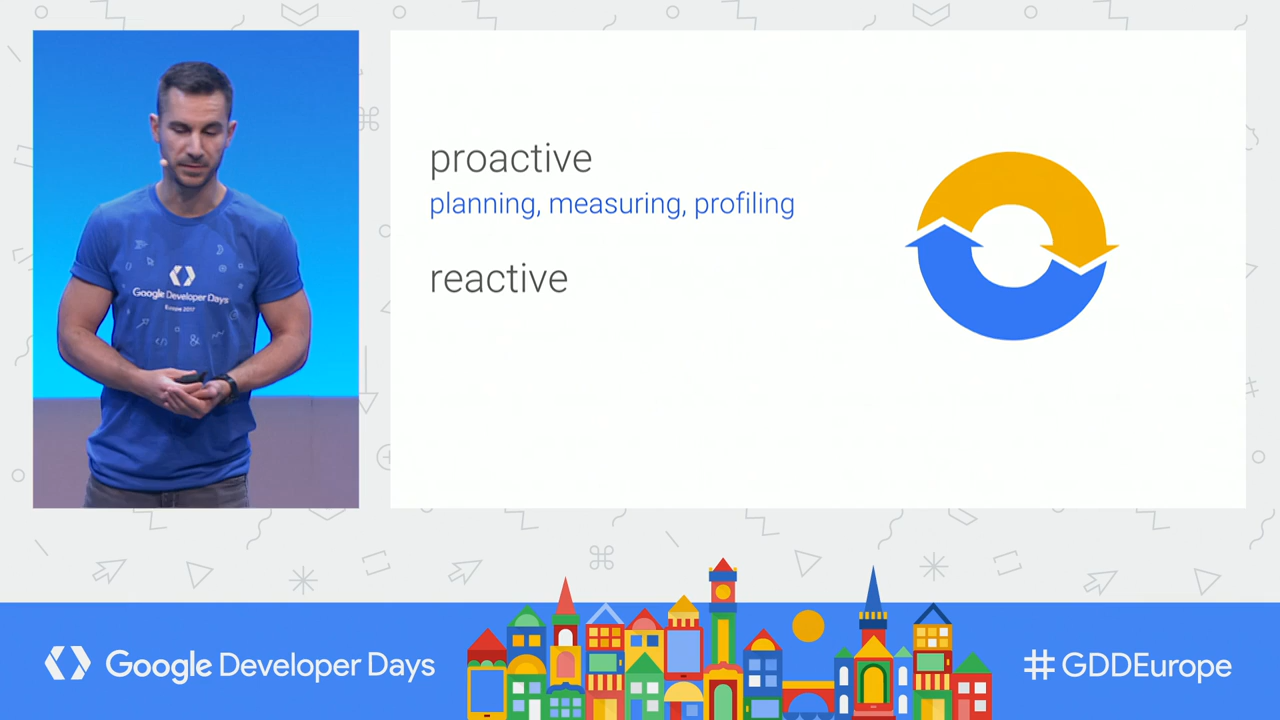 Google Developer Days
Europe 2017
proactive
planning, measuring, profiling
reactive
Google Developer Days
#GDDEurope